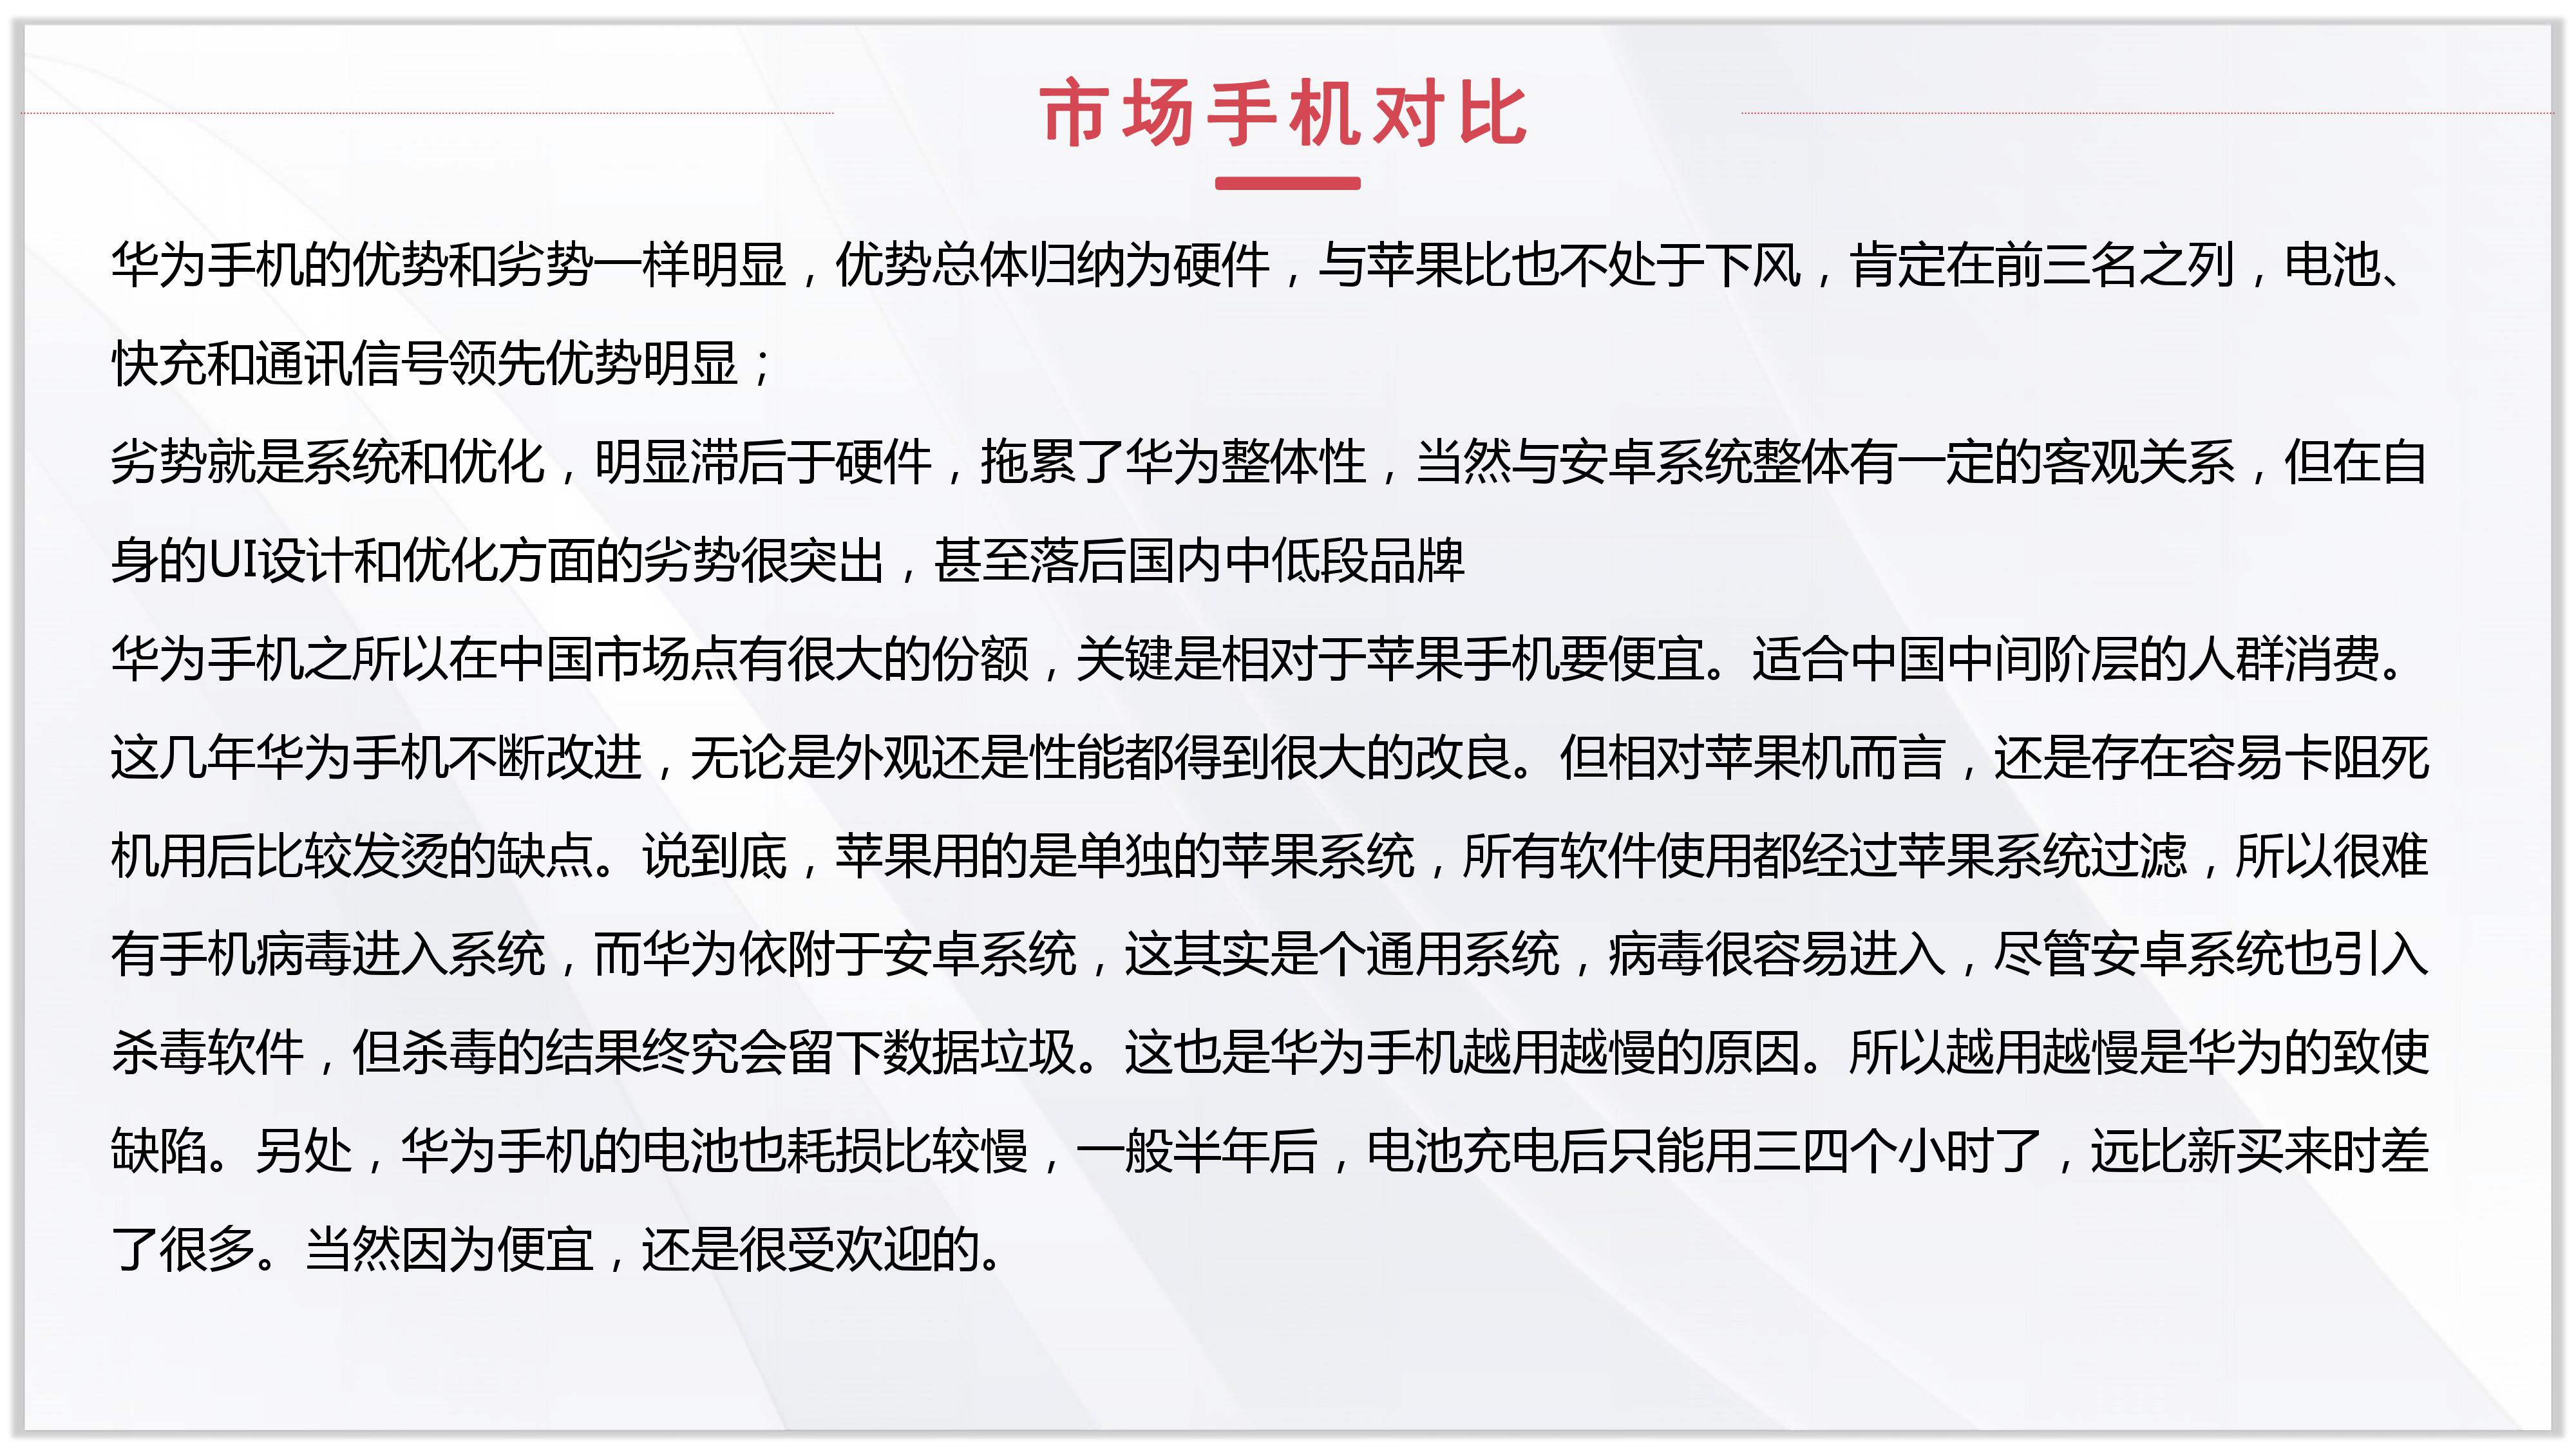 市场手机对比
华为手机的优势和劣势一样明显，优势总体归纳为硬件，与苹果比也不处于下风，肯定在前三名之列，电池、
快充和通讯信号领先优势明显；
劣势就是系统和优化，明显滞后于硬件，拖累了华为整体性，当然与安卓系统整体有一定的客观关系，但在自
身的UI设计和优化方面的劣势很突出，甚至落后国内中低段品牌
华为手机之所以在中国市场点有很大的份额，关键是相对于苹果手机要便宜。适合中国中间阶层的人群消费。
这几年华为手机不断改进，无论是外观还是性能都得到很大的改良。但相对苹果机而言，还是存在容易卡阻死
机用后比较发烫的缺点。说到底，苹果用的是单独的苹果系统，所有软件使用都经过苹果系统过滤，所以很难
有手机病毒进入系统，而华为依附于安卓系统，这其实是个通用系统，病毒很容易进入，尽管安卓系统也引入
杀毒软件，但杀毒的结果终究会留下数据垃圾。这也是华为手机越用越慢的原因。所以越用越慢是华为的致使
缺陷。另处，华为手机的电池也耗损比较慢，一般半年后，电池充电后只能用三四个小时了，远比新买来时差
了很多。当然因为便宜，还是很受欢迎的。